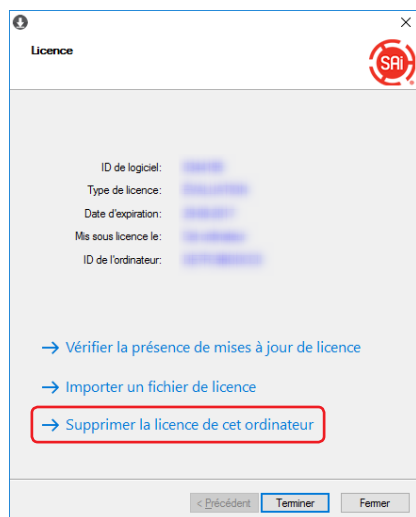 Licence
SAi
ID de logiciel:
Type de licence:
Date d'expiration:
Mis sous licence le:
ID de l'ordinateur:
Vérifier la présence de mises à jour de licence
Importer un fichier de licence
Supprimer la licence de cet ordinateur
< Précédent Terminer Fermer